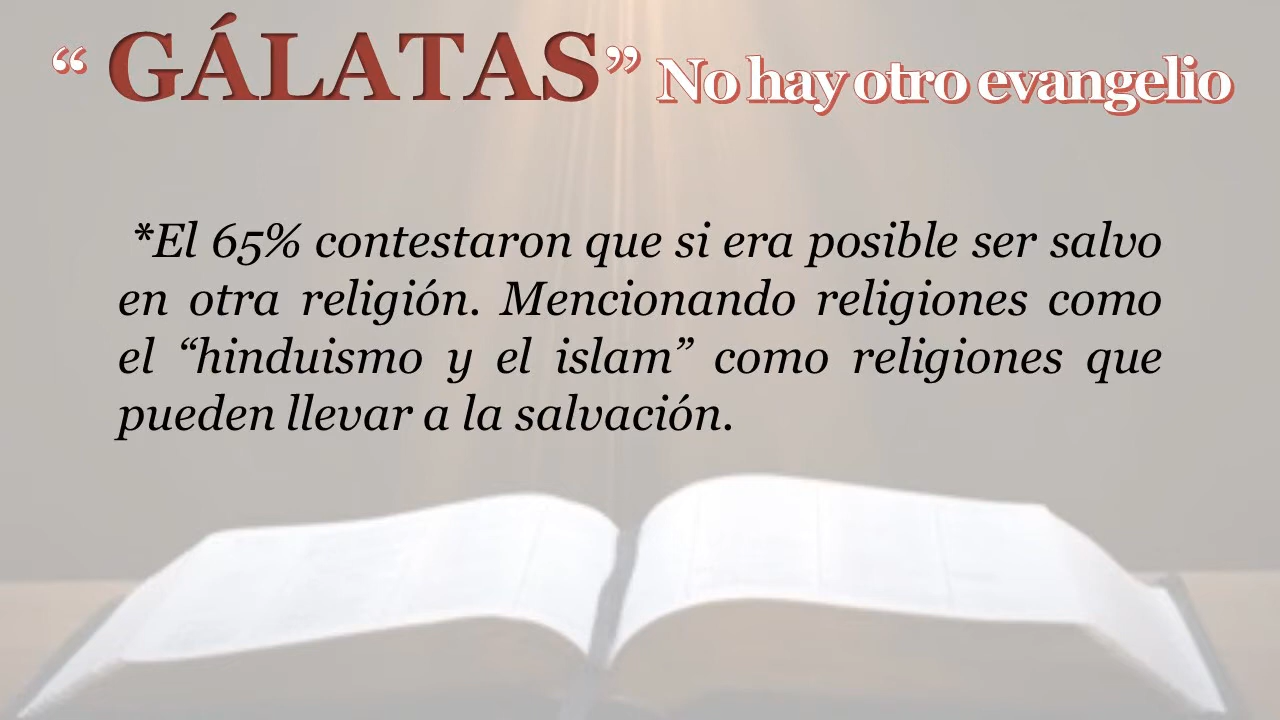 “ GÁLATAS” No hay otro evangelio
*El 65% contestaron que si era posible ser salvo
en otra religión. Mencionando religiones como
el “hinduismo y el islam” como religiones que
pueden llevar a la salvación.